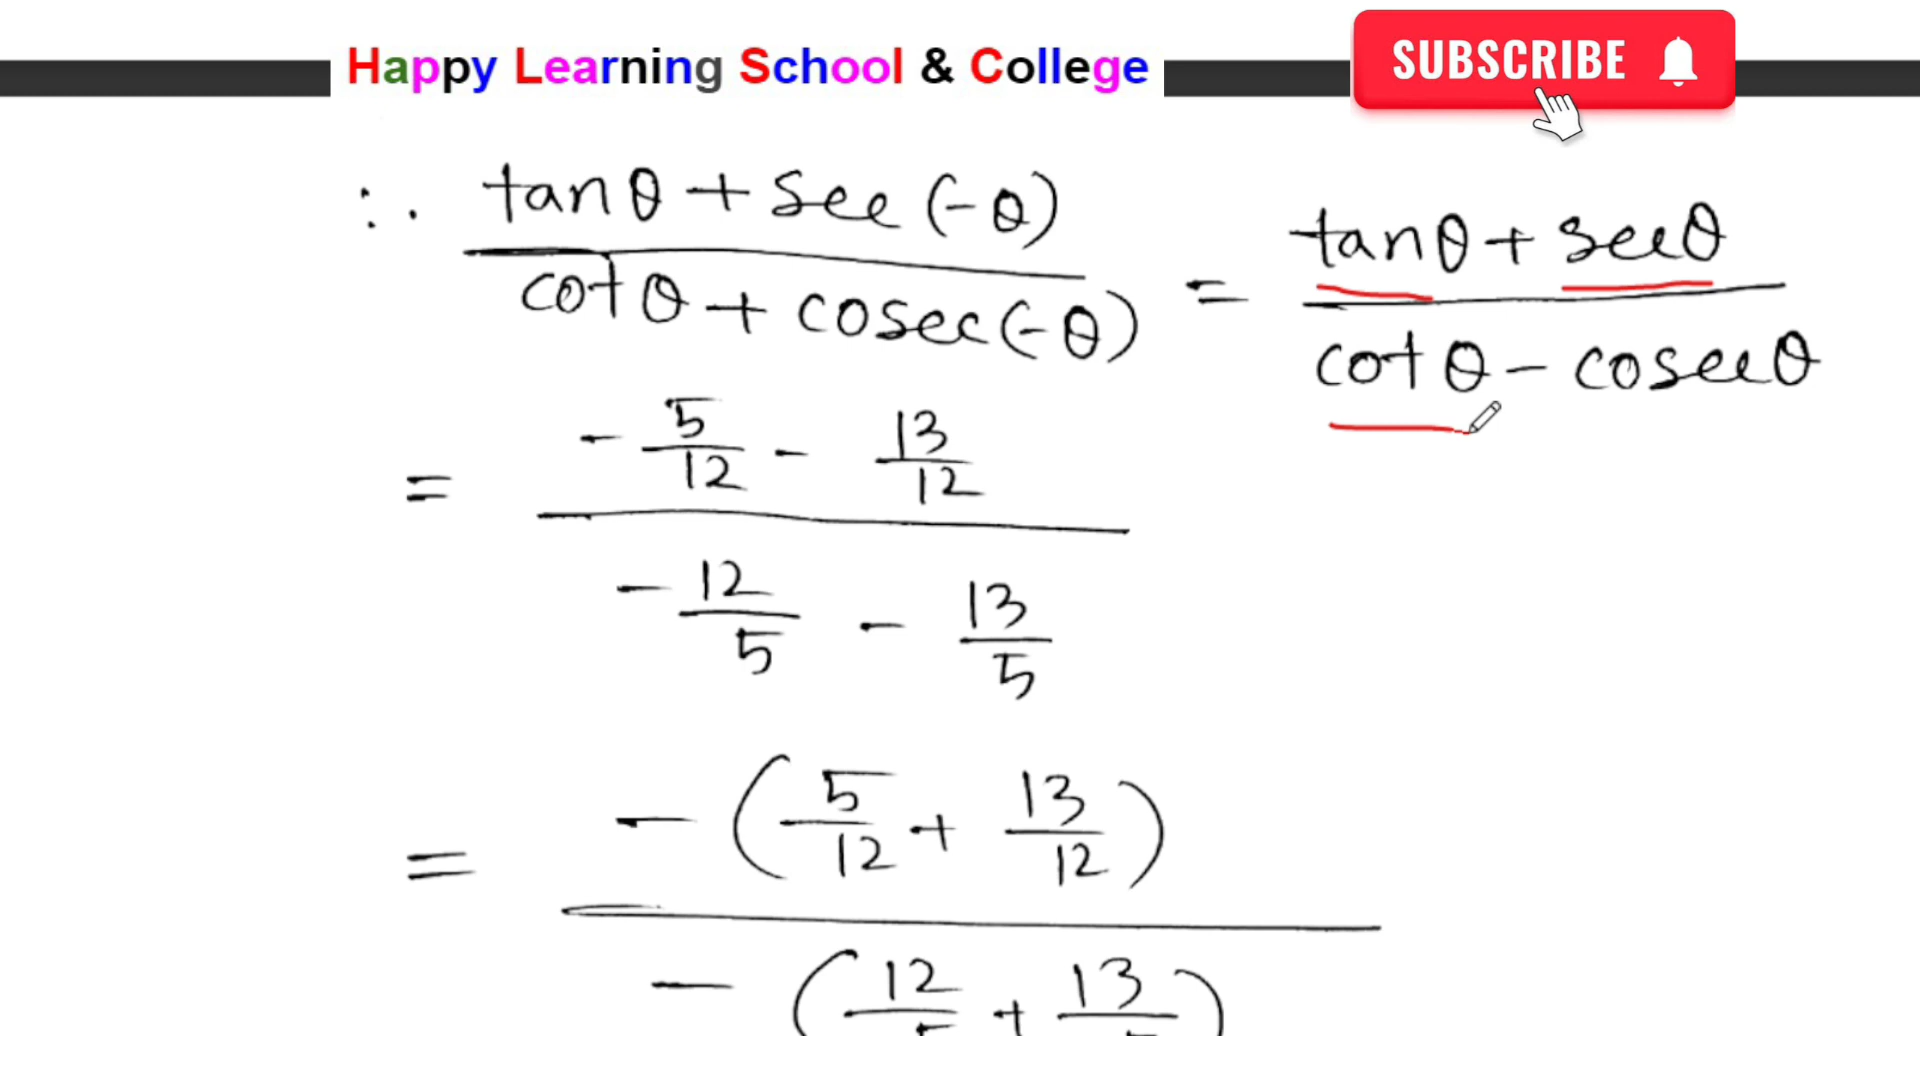 Happy Learning School & College
SUBSCRIBE
∴ (tanθ + sec(-θ)) / (cotθ + cosec(-θ)) = (tanθ + secθ) / (cotθ - cosecθ)
= (-5/12 - 13/12) / (-12/5 - 13/5)
= -(5/12 + 13/12)
-(12/5 + 13/5)